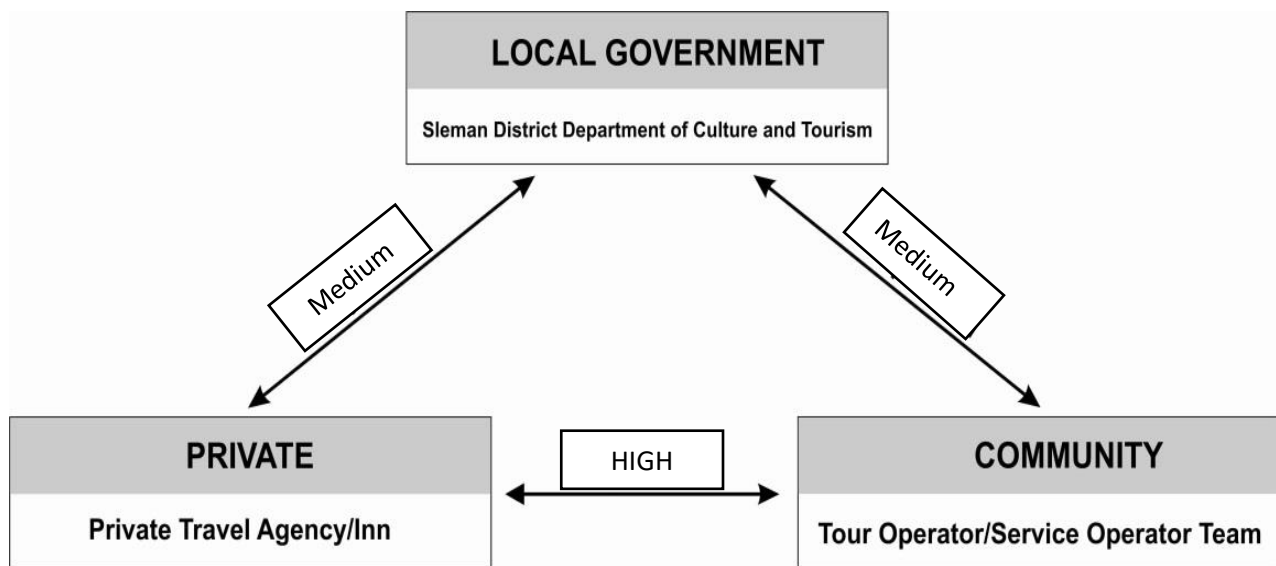 LOCAL GOVERNMENT
Sleman District Department of Culture and Tourism
Medium
Medium
PRIVATE
Private Travel Agency/Inn
HIGH
COMMUNITY
Tour Operator/Service Operator Team